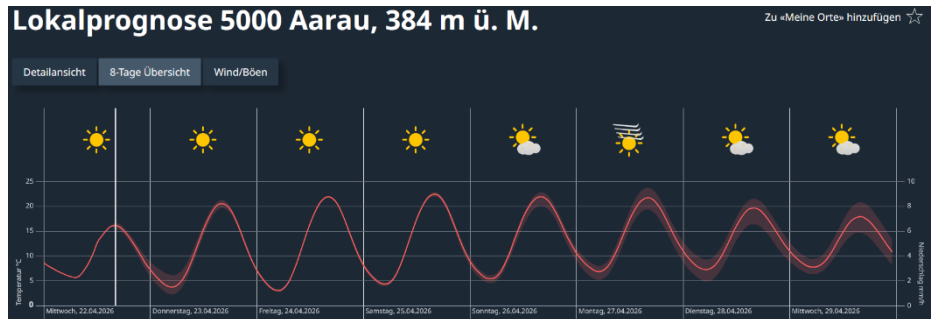 Lokalprognose 5000 Aarau, 384 m ü. M.
Zu «Meine Orte» hinzufügen
Detailansicht
8-Tage Übersicht
Wind/Böen
25
20
15
10
5
0
Temperatur °C
10
8
6
4
2
0
Niederschlag mm/h
Mittwoch, 22.04.2026
Donnerstag, 23.04.2026
Freitag, 24.04.2026
Samstag, 25.04.2026
Sonntag, 26.04.2026
Montag, 27.04.2026
Dienstag, 28.04.2026
Mittwoch, 29.04.2026